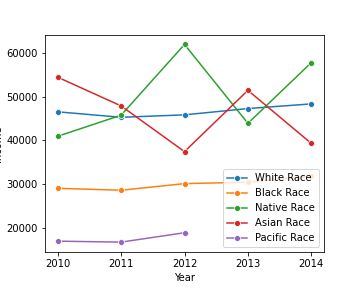 60000
50000
40000
30000
20000
2010 2011 2012 2013 2014
Year
White Race
Black Race
Native Race
Asian Race
Pacific Race